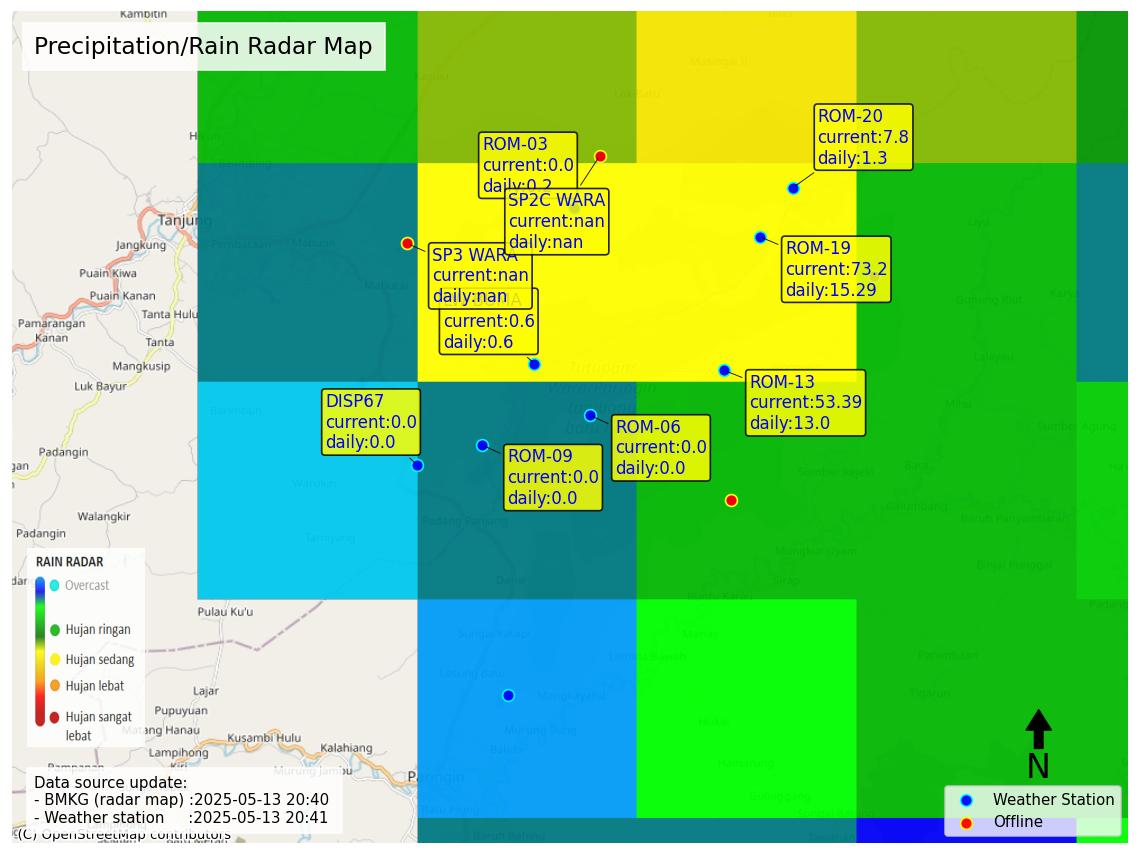 Kambitin
Precipitation/Rain Radar Map
ROM-20
current:7.8
daily:1.3
ROM-03
current:0.0
daily:0.2
SP2C WARA
current:nan
daily:nan
Tanjung
Jangkung
Puain Kiwa
Puain Kanan
Tanta Hulu
Pamarangan
Kanan
Tanta
Mangkusip
Luk Bayur
SP3 WARA
current:nan
daily:nan
current:0.6
daily:0.6
ROM-19
current:73.2
daily:15.29
ROM-13
current:53.39
daily:13.0
DISP67
current:0.0
daily:0.0
ROM-06
current:0.0
daily:0.0
ROM-09
current:0.0
daily:0.0
Walangkir
Padangin
RAIN RADAR
Overcast
Hujan ringan
Hujan sedang
Hujan lebat
Hujan sangat
lebat
Pulau Ku'u
Lajar
Pupuyuan
Matang Hanau
Lampihong
Kusambi Hulu
Kalahiang
Murung Jambu
Paringin
Data source update:
- BMKG (radar map) :2025-05-13 20:40
- Weather station :2025-05-13 20:41
(C) OpenStreetMap contributors
N
Weather Station
Offline